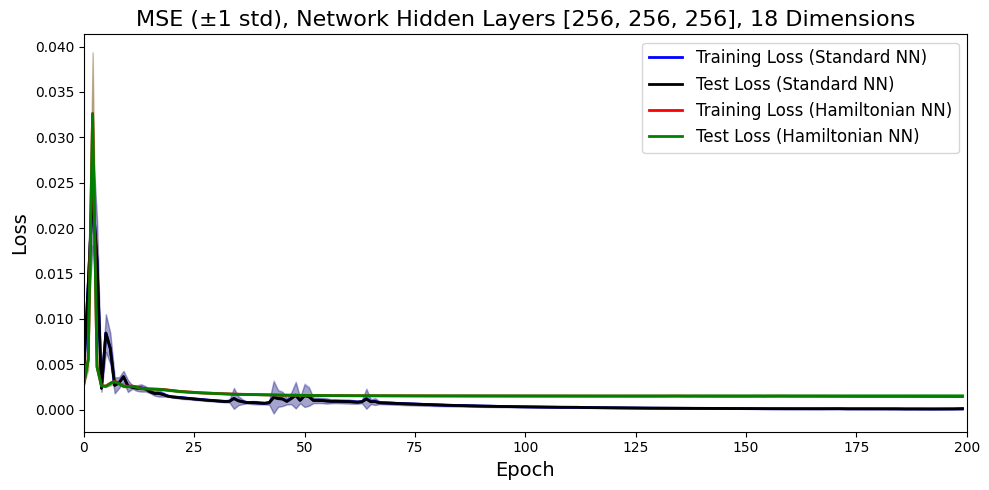 MSE (±1 std), Network Hidden Layers [256, 256, 256], 18 Dimensions
Training Loss (Standard NN)
Test Loss (Standard NN)
Training Loss (Hamiltonian NN)
Test Loss (Hamiltonian NN)
Loss
0.040
0.035
0.030
0.025
0.020
0.015
0.010
0.005
0.000
0 25 50 75 100 125 150 175 200
Epoch